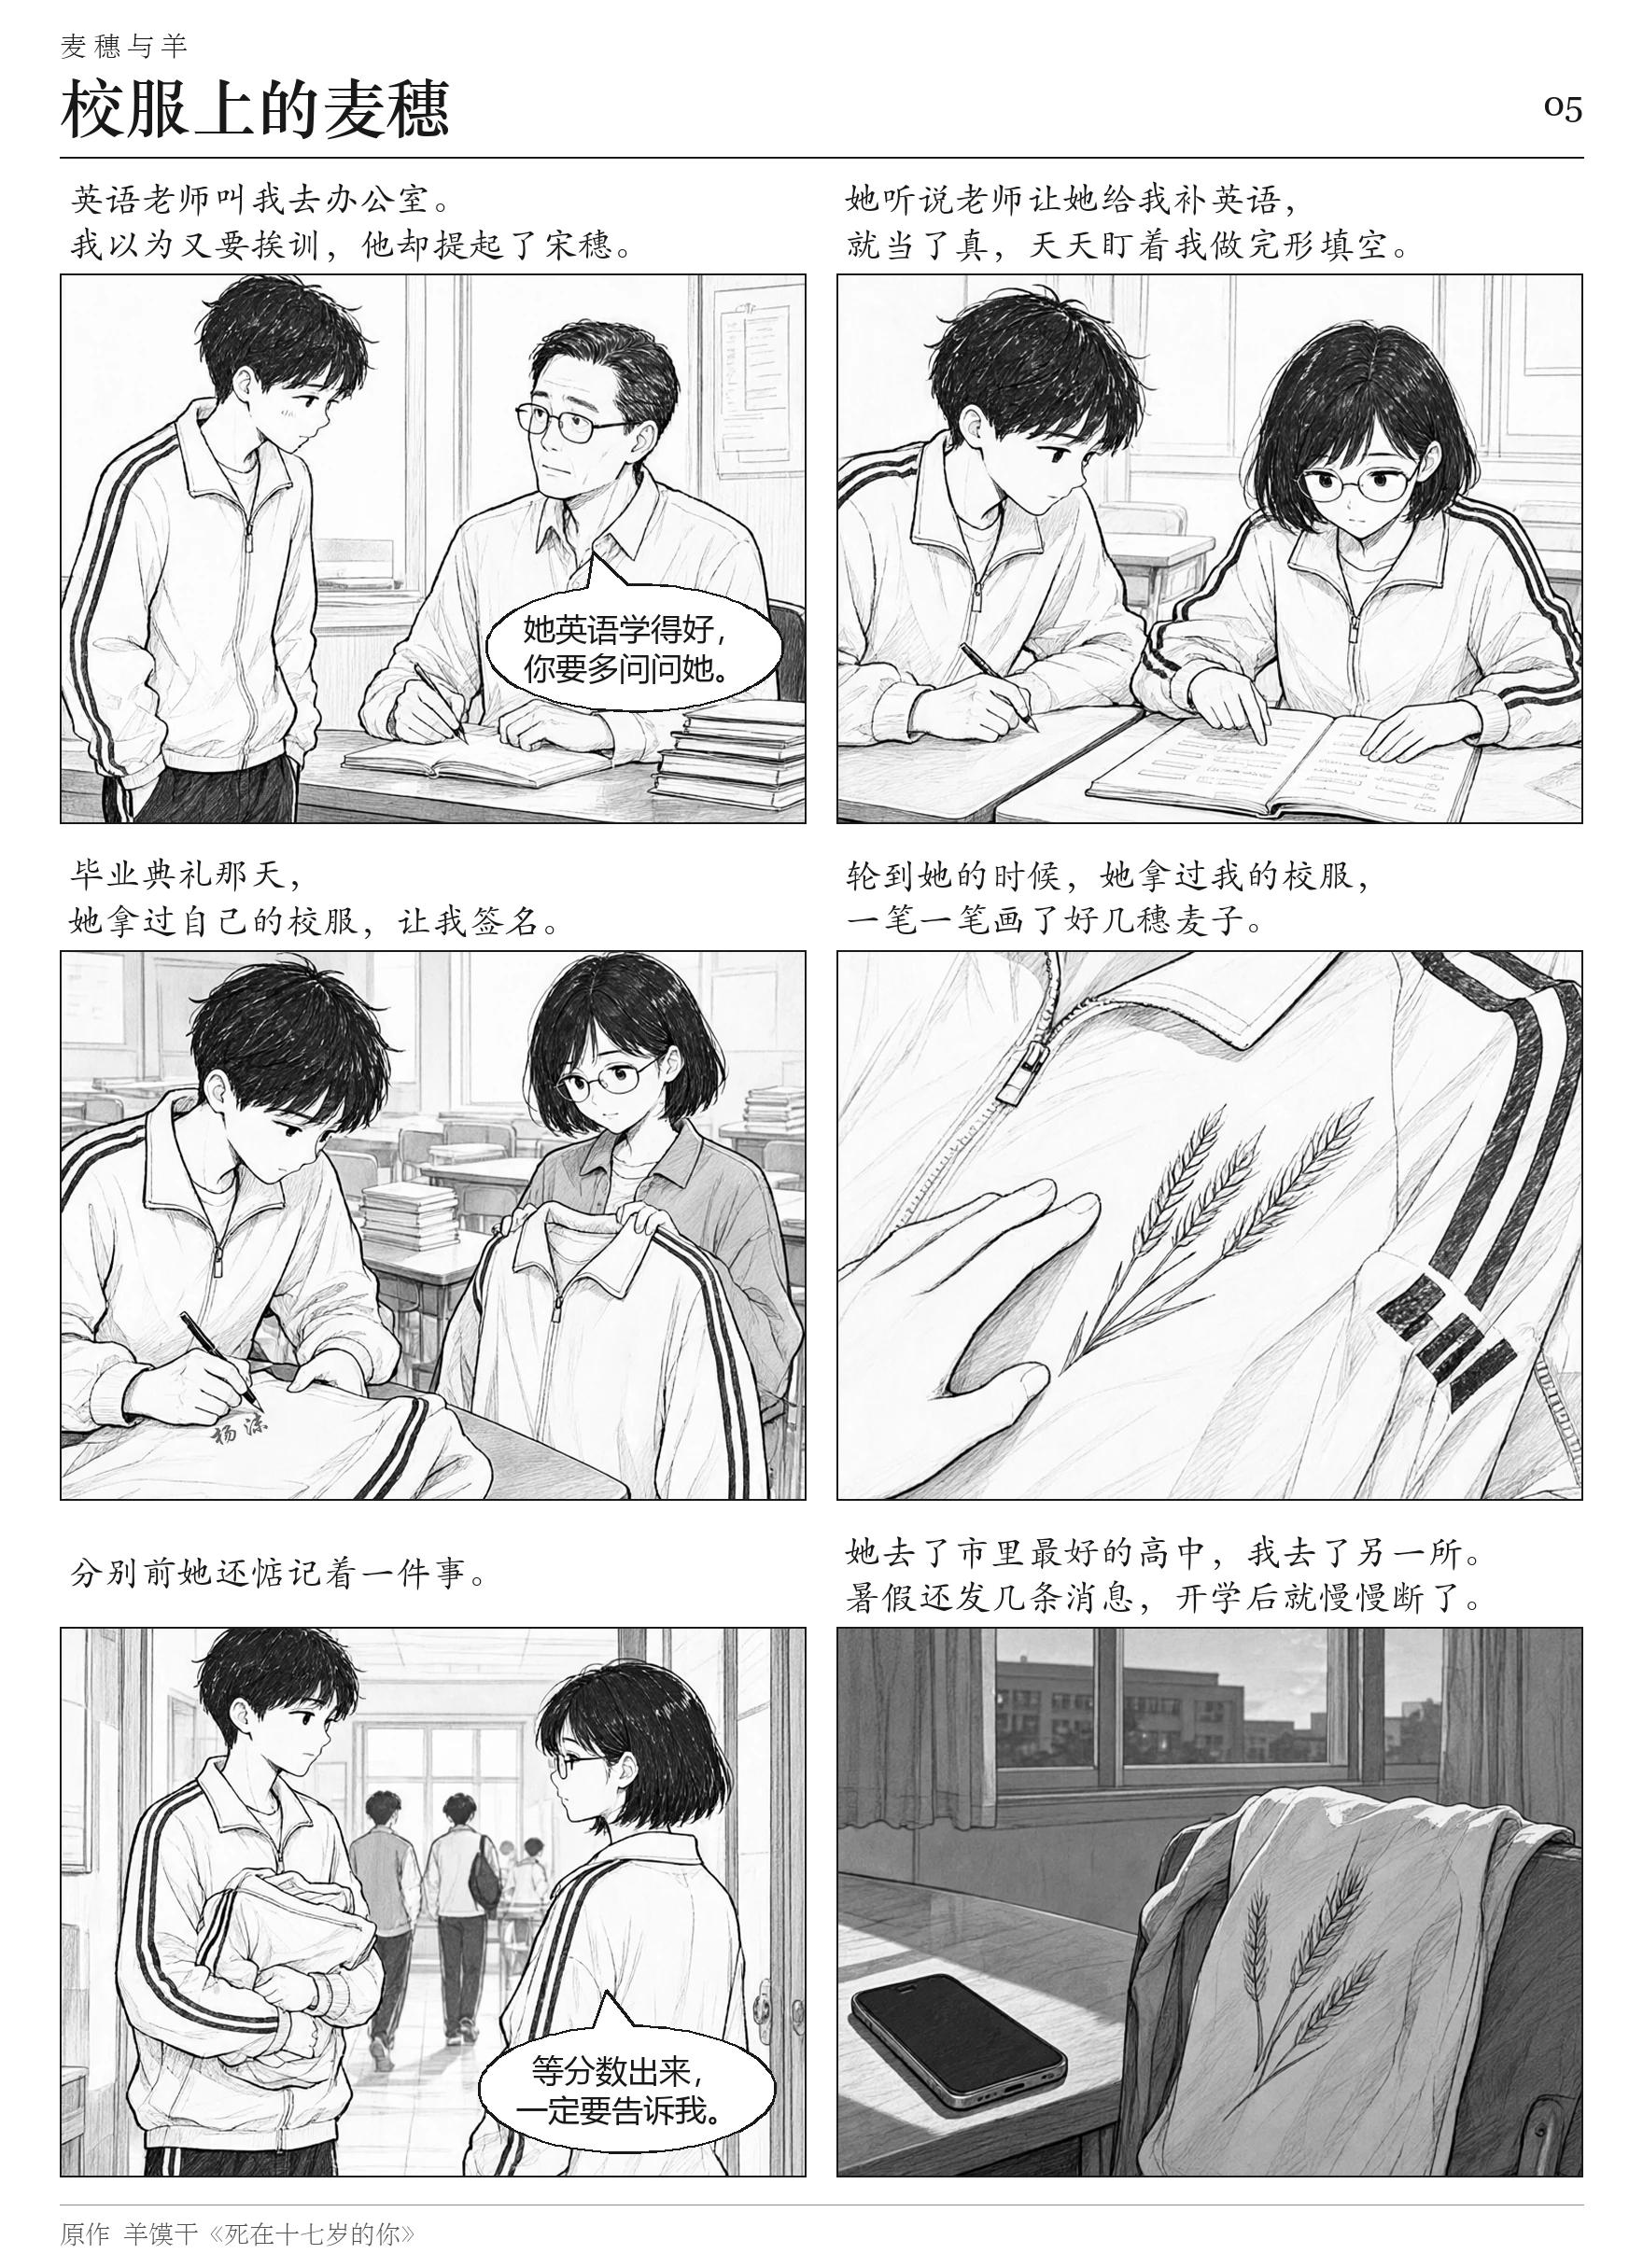 麦穗与羊
校服上的麦穗
05
英语老师叫我去办公室。
我以为又要挨训，他却提起了宋穗。
她英语学得好，
你要多问问她。
她听说老师让她给我补英语，
就当了真，天天盯着我做完形填空。
毕业典礼那天，
她拿过自己的校服，让我签名。
杨
轮到她的时候，她拿过我的校服，
一笔一笔画了好几穗麦子。
分别前她还惦记着一件事。
等分数出来，
一定要告诉我。
她去了市里最好的高中，我去了另一所。
暑假还发几条消息，开学后就慢慢断了。
原作 羊馍干《死在十七岁的你》